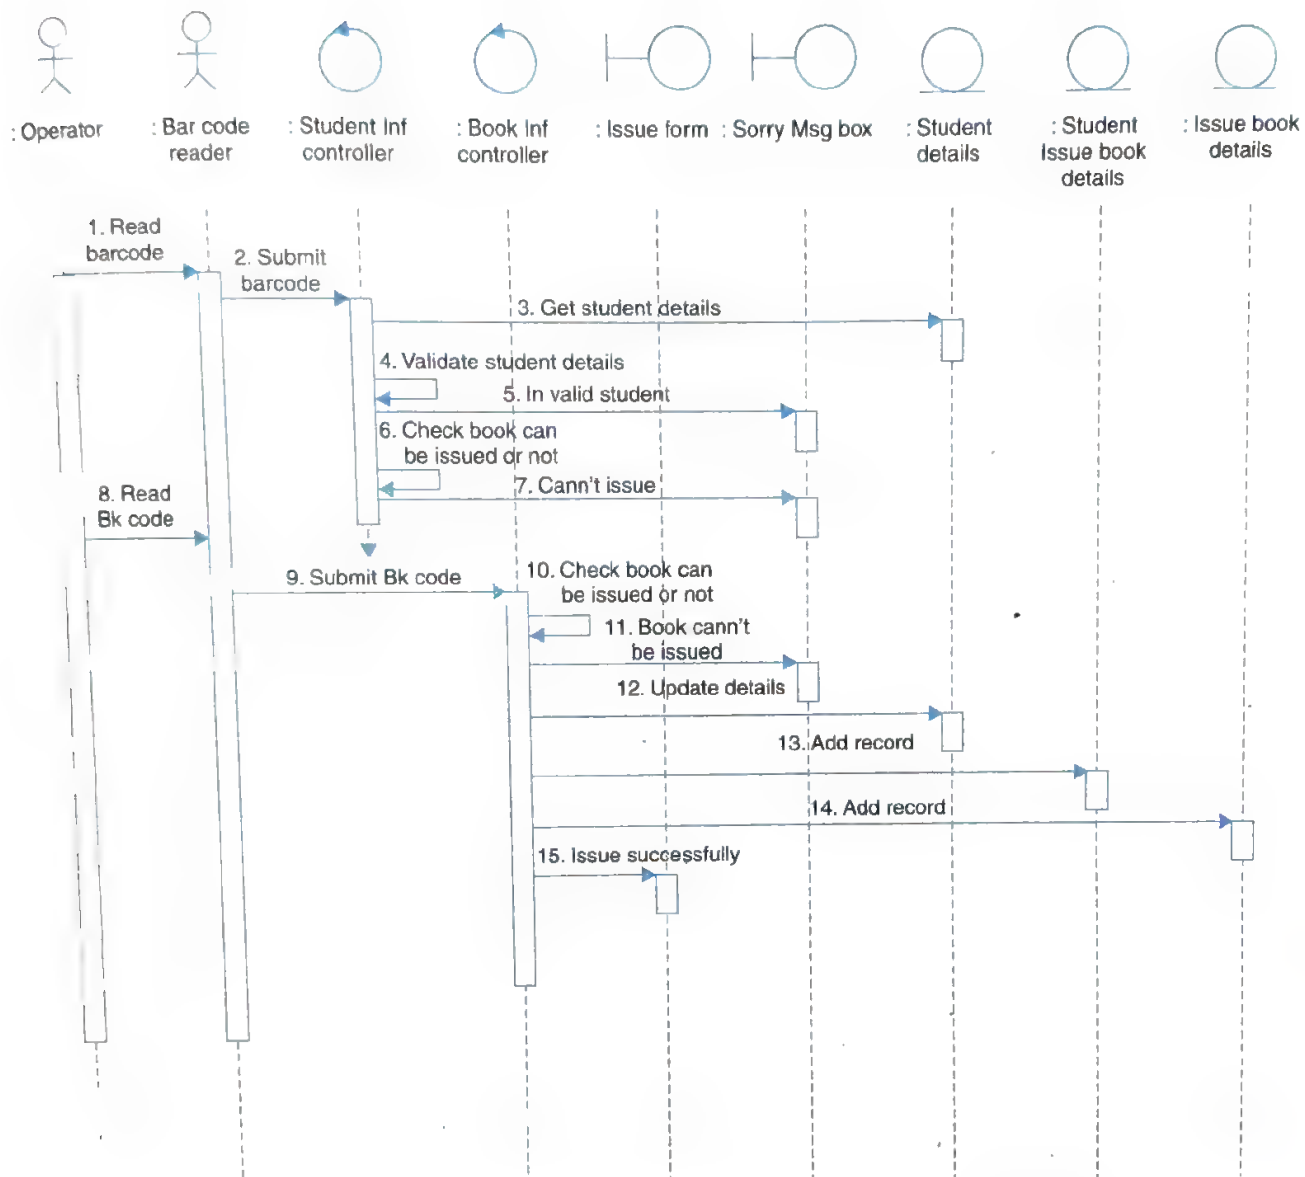 : Operator
: Bar code
reader
: Student Inf
controller
: Book Inf
controller
: Issue form
: Sorry Msg box
: Student
details
: Student
Issue book
details
: Issue book
details
1. Read
barcode
2. Submit
barcode
3. Get student details
4. Validate student details
5. In valid student
6. Check book can
be issued or not
7. Cann't issue
8. Read
Bk code
9. Submit Bk code
10. Check book can
be issued or not
11. Book cann't
be issued
12. Update details
13. Add record
14. Add record
15. Issue successfully